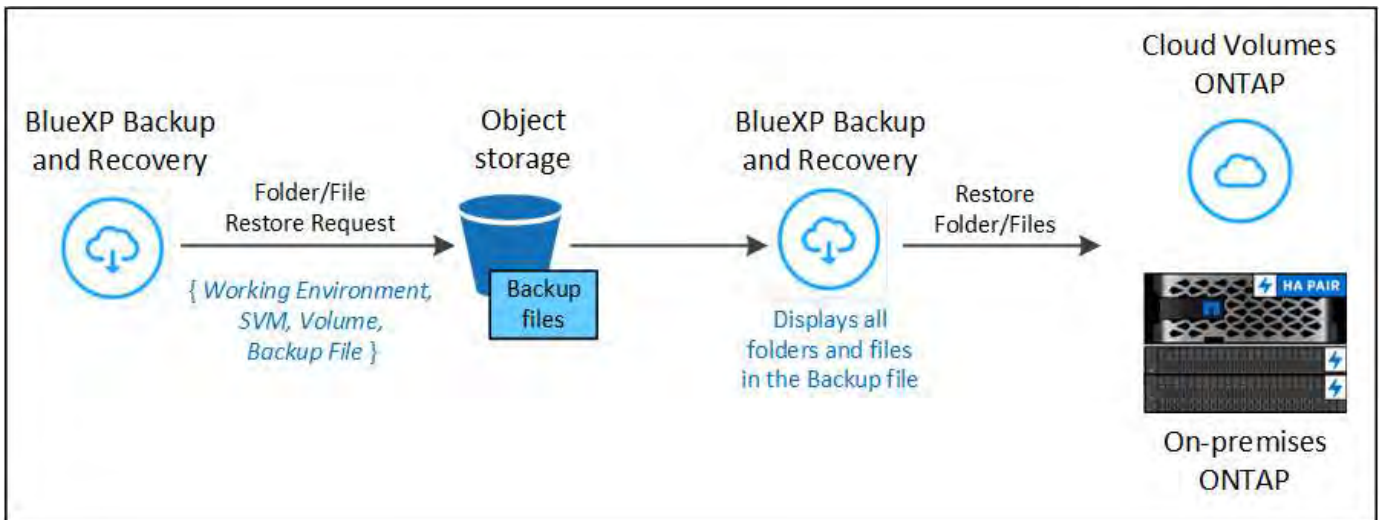 BlueXP Backup
and Recovery
Folder/File
Restore Request
{ Working Environment,
SVM, Volume,
Backup File }
Object
storage
Backup
files
BlueXP Backup
and Recovery
Displays all
folders and files
in the Backup file
Restore
Folder/Files
Cloud Volumes
ONTAP
HA PAIR
On-premises
ONTAP